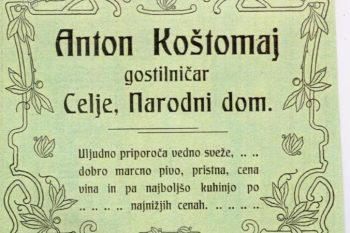 Anton Koštomaj
gostilničar
Celje, Narodni dom.
Uljudno priporoča vedno sveže, .. ..
dobro marcno pivo, pristna, cena
vina in pa najboljšo kuhinjo po
.. .. .. .. najnižjih cenah. .. .. .. ..